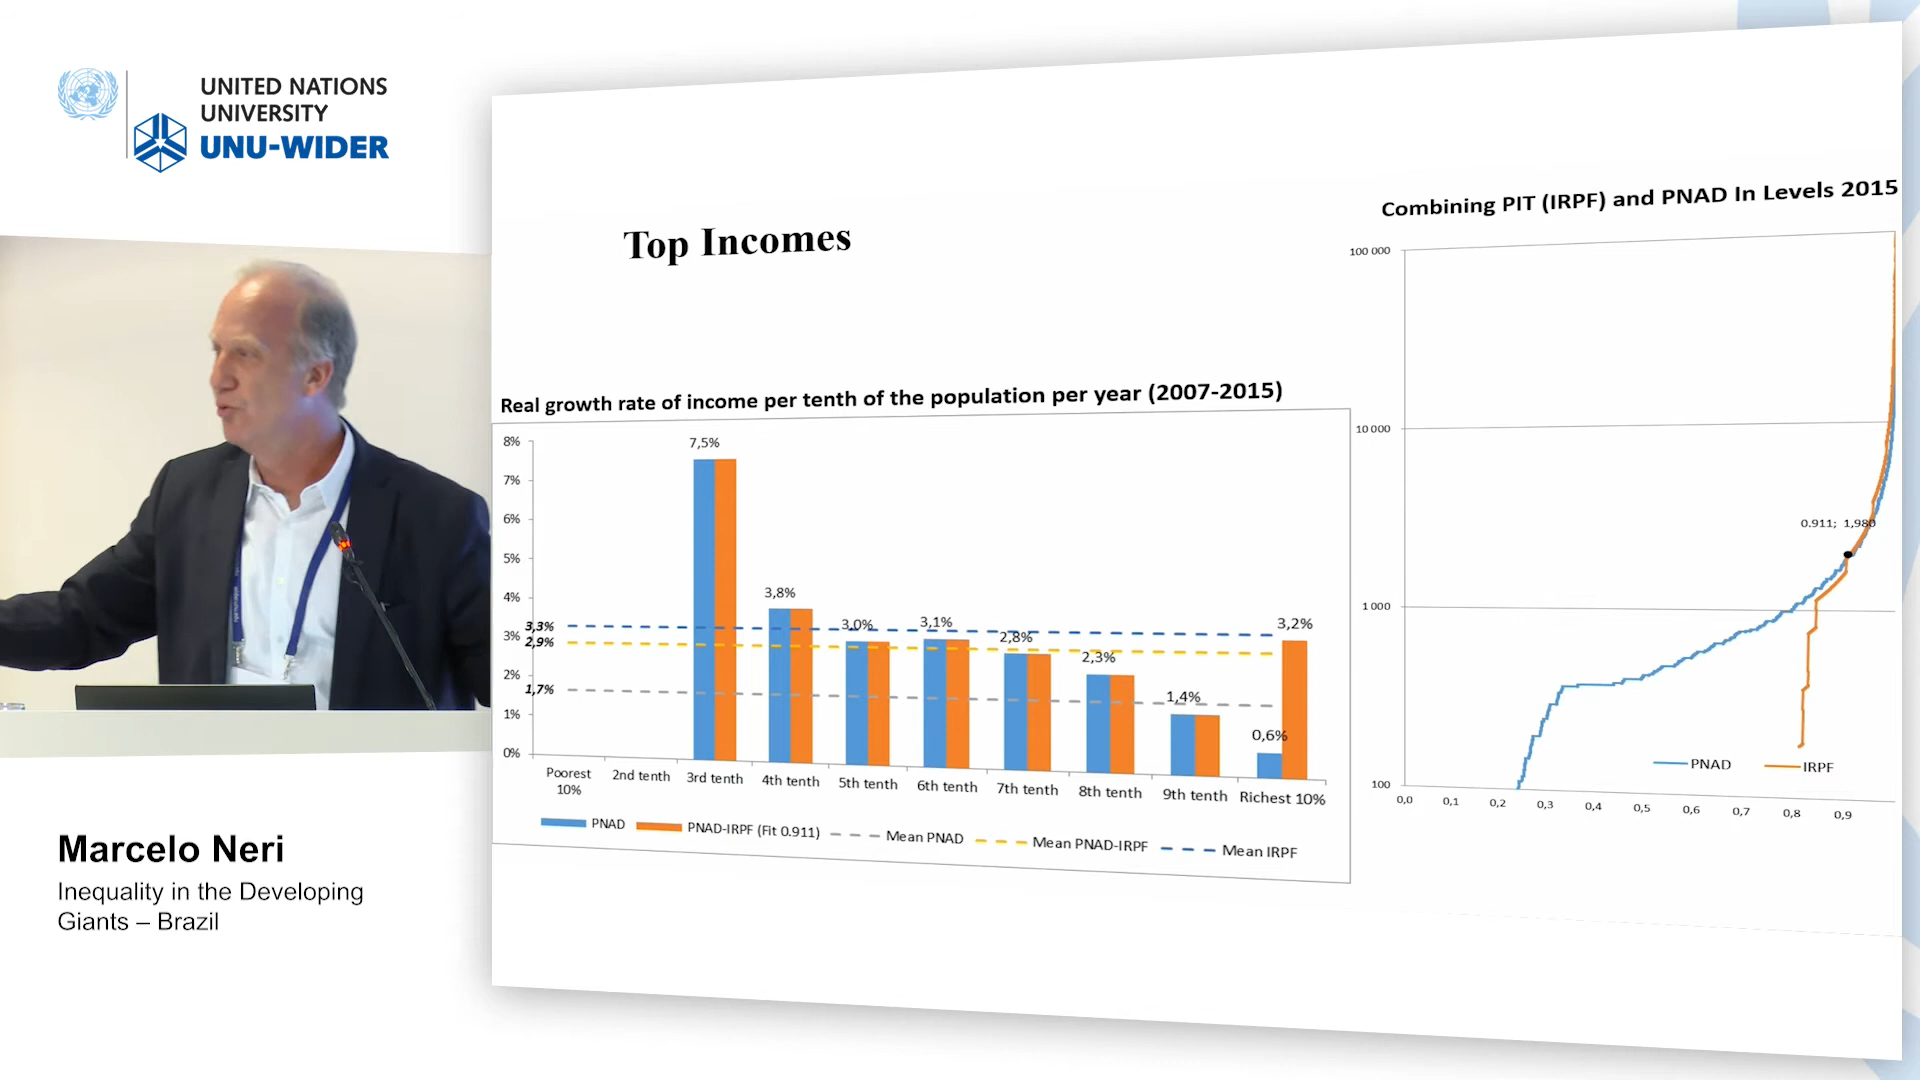 UNITED NATIONS
UNIVERSITY
UNU-WIDER
Marcelo Neri
Inequality in the Developing
Giants – Brazil
Top Incomes
Real growth rate of income per tenth of the population per year (2007-2015)
8%
7%
6%
5%
4%
3%
2%
1%
0%
3,3%
2,9%
1,7%
7,5%
3,8%
3,0%
3,1%
2,8%
2,3%
1,4%
0,6%
3,2%
Poorest
10%
2nd tenth
3rd tenth
4th tenth
5th tenth
6th tenth
7th tenth
8th tenth
9th tenth
Richest 10%
PNAD
PNAD-IRPF (Fit 0.911)
Mean PNAD
Mean PNAD-IRPF
Mean IRPF
Combining PIT (IRPF) and PNAD In Levels 2015
100 000
10 000
1 000
100
0.911; 1,980
PNAD
IRPF
0,0
0,1
0,2
0,3
0,4
0,5
0,6
0,7
0,8
0,9